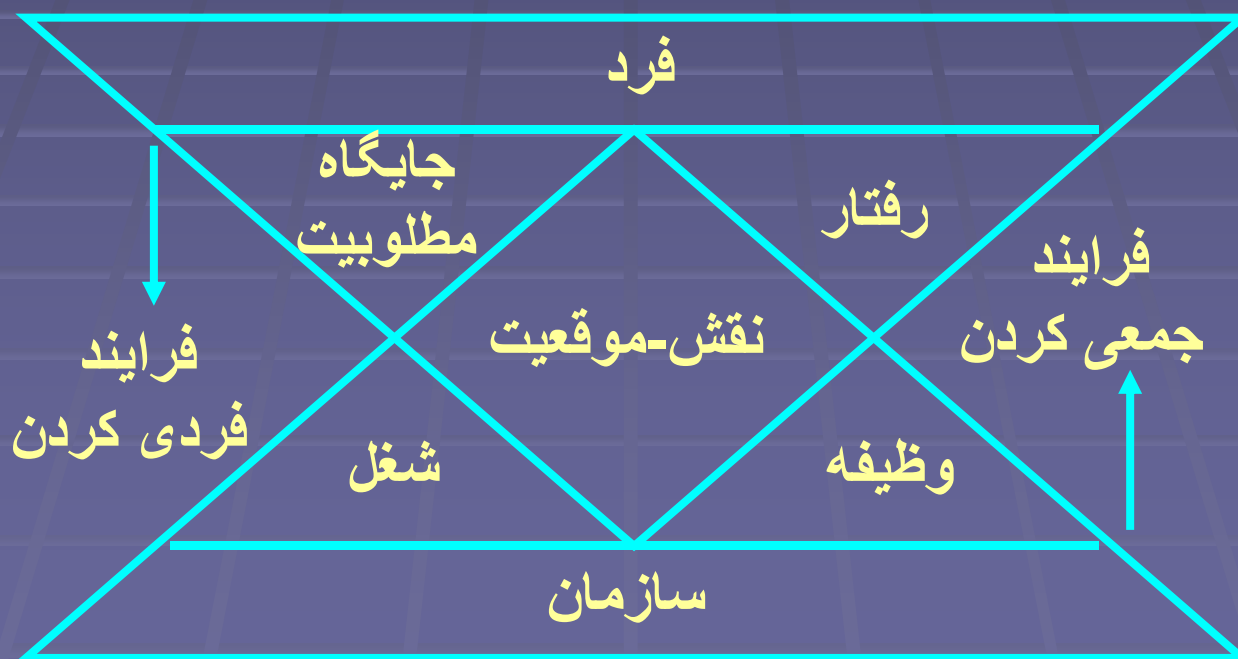 فرد
جایگاه
مطلوبیت
رفتار
فرایند
جمعی کردن
نقش-موقعیت
فرایند
فردی کردن
شغل
وظیفه
سازمان